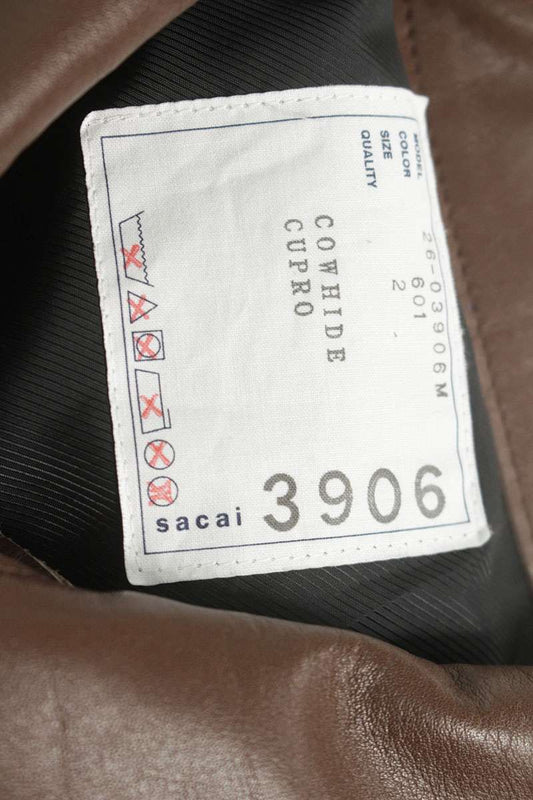 MODEL 26-03906M
COLOR 601
SIZE 2
QUALITY
COWHIDE
CUPRO
sacai 3906